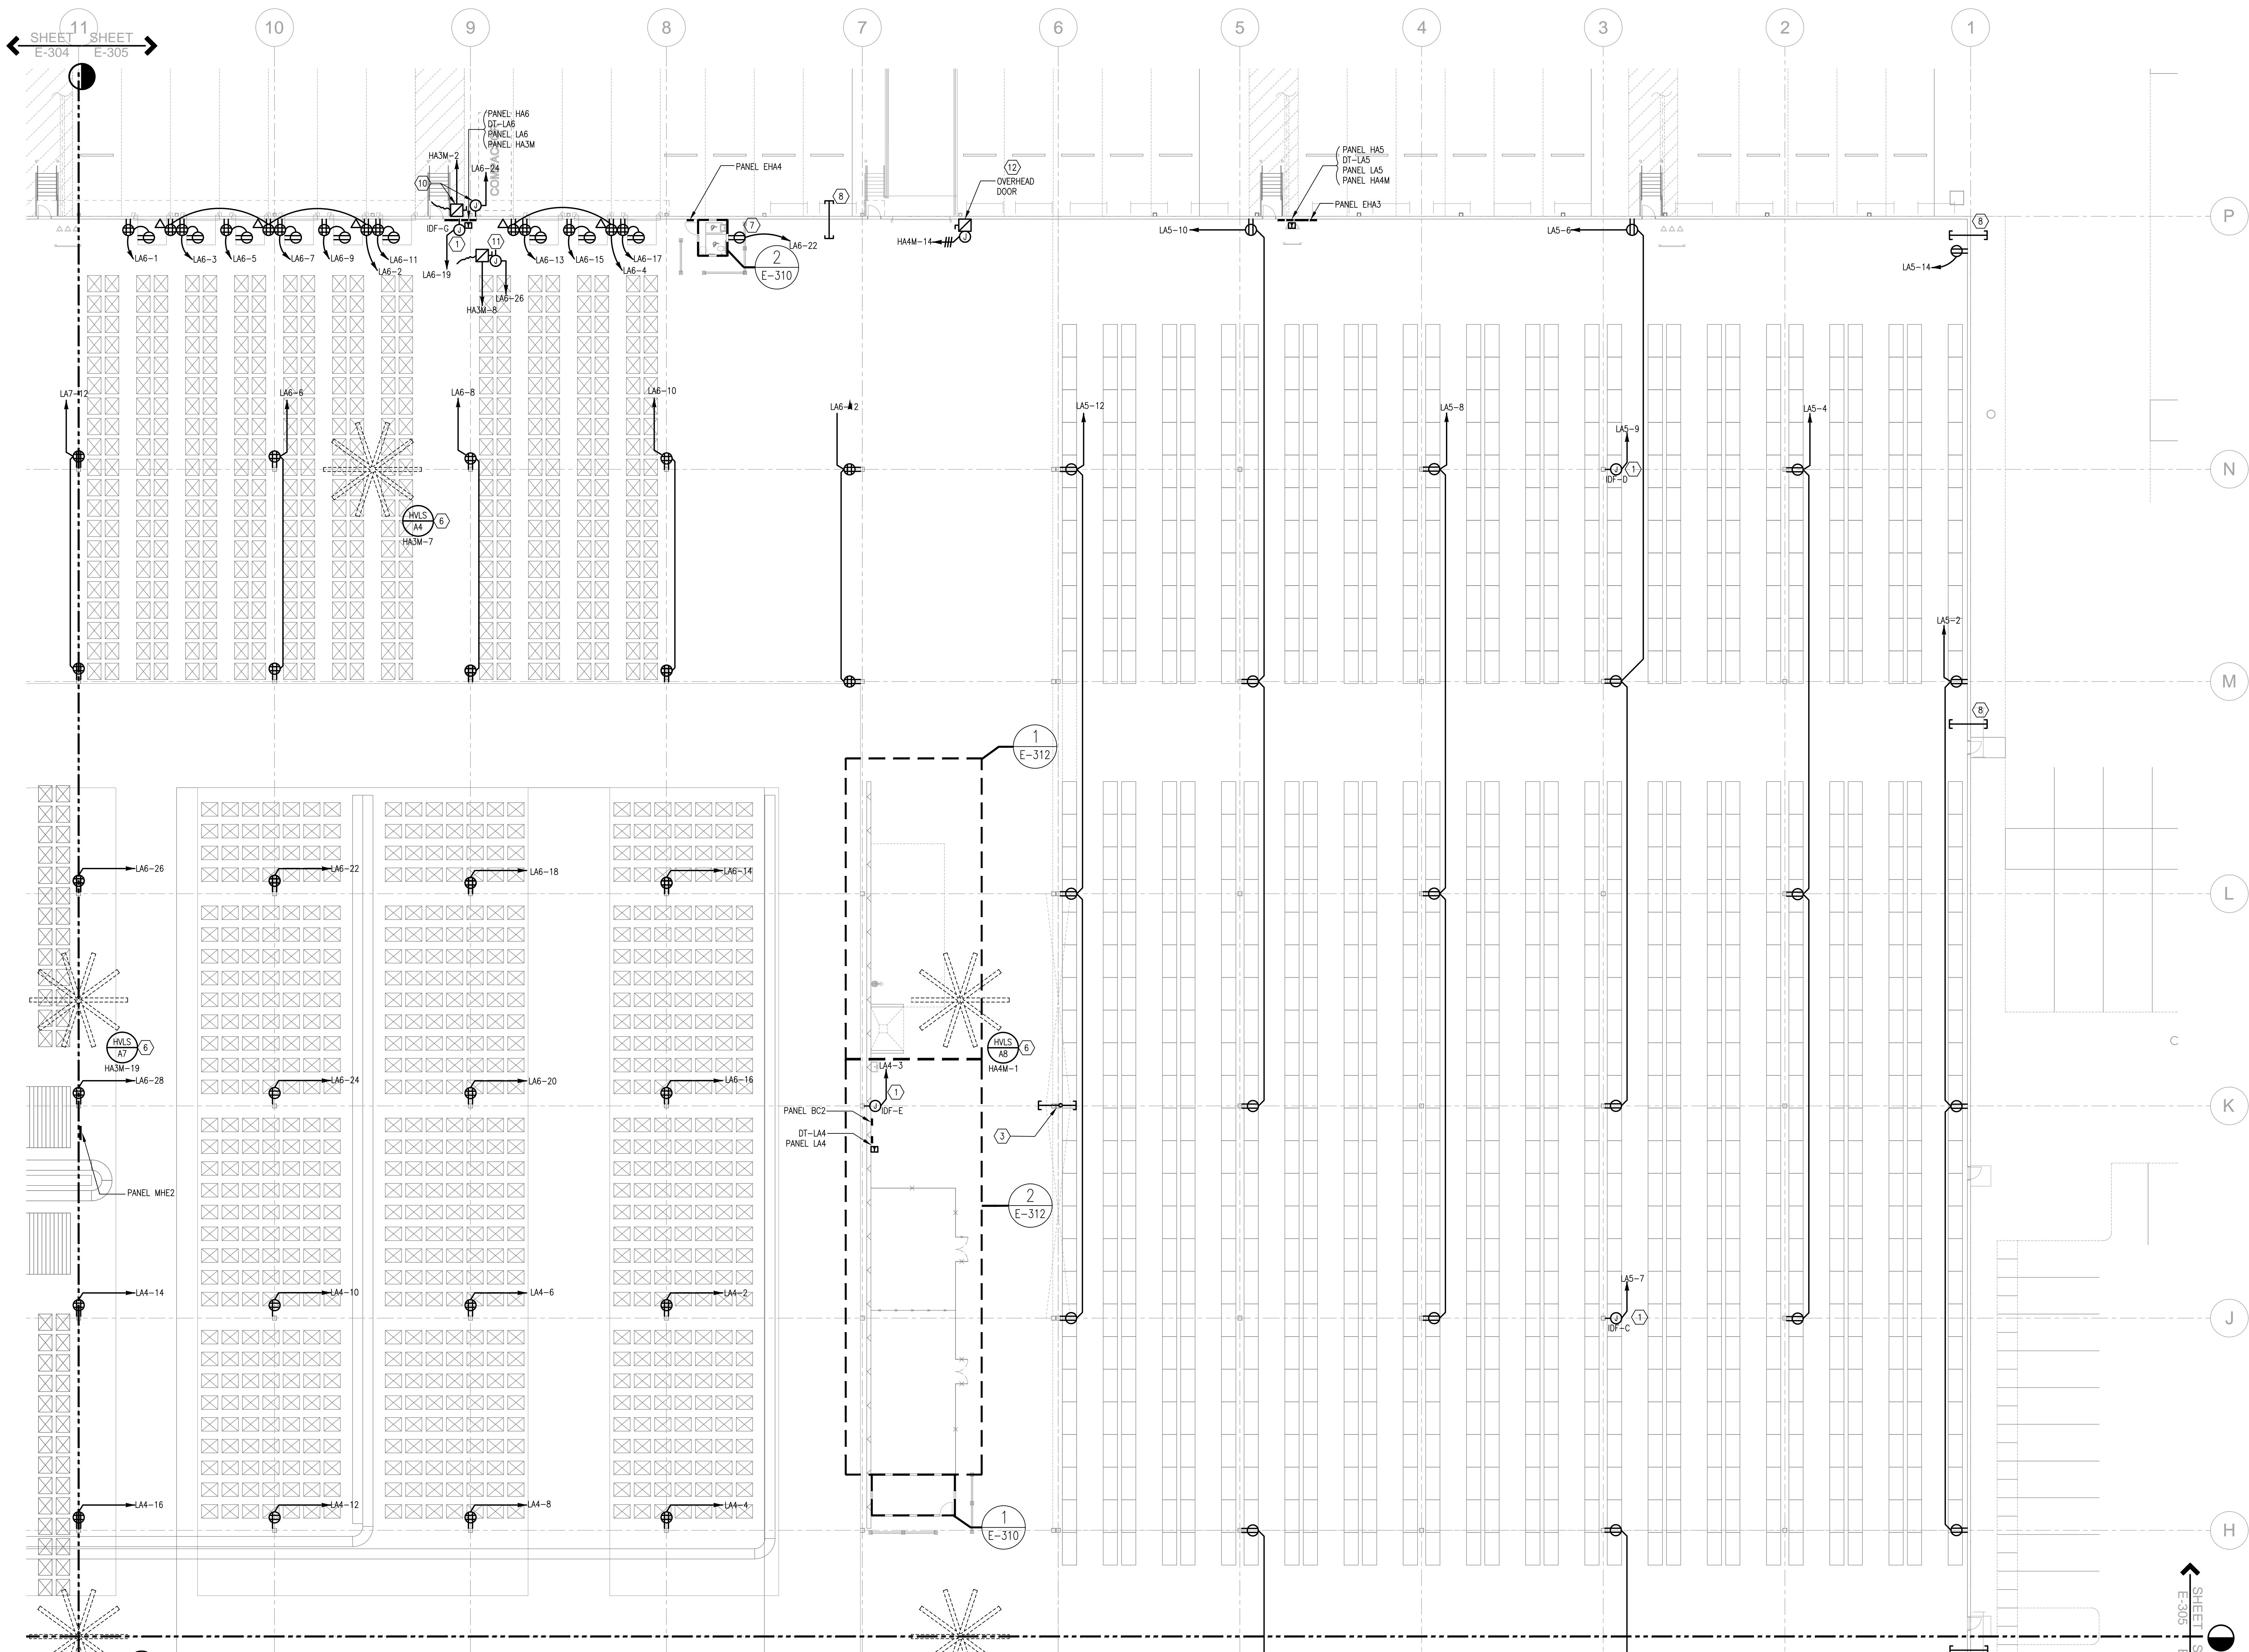 11
10
9
8
7
6
5
4
3
2
1
SHEET SHEET
E-304 E-305
PANEL HA6
DT-LA6
PANEL LA6
PANEL HA3M
HA3M-2
LA6-24
10
PANEL EHA4
8
12
OVERHEAD
DOOR
PANEL HA5
DT-LA5
PANEL LA5
PANEL HA4M
PANEL EHA3
8
P
IDF-G
J
J
1
11
J
7
LA6-22
HA4M-14
J
LA5-10
LA5-6
LA5-14
LA6-1
LA6-3
LA6-5
LA6-7
LA6-9
LA6-2
LA6-11
LA6-19
LA6-26
HA3M-8
LA6-13
LA6-15
LA6-4
LA6-17
2
E-310
LA7-12
LA6-6
LA6-8
LA6-10
LA6-12
LA5-12
LA5-8
LA5-9
LA5-4
J
1
IDF-D
N
HVLS
A4
6
HA3M-7
LA5-2
M
8
1
E-312
LA6-26
LA6-22
LA6-18
LA6-14
L
HVLS
A7
6
HA3M-19
HVLS
A8
6
HA4M-1
LA6-28
LA6-24
LA6-20
LA6-16
LA4-3
1
J
IDF-E
K
PANEL BC2
DT-LA4
PANEL LA4
3
PANEL MHE2
2
E-312
LA4-14
LA4-10
LA4-6
LA4-2
LA5-7
J
1
IDF-C
J
LA4-16
LA4-12
LA4-8
LA4-4
1
E-310
H
SHEET
E-305